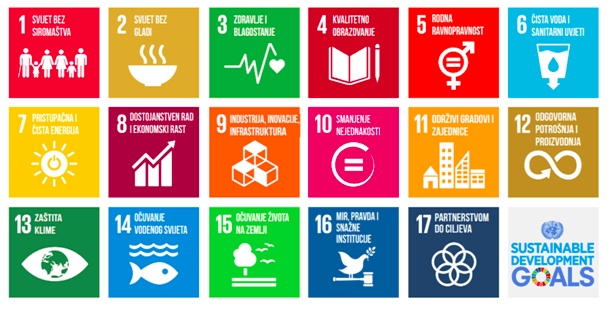 1 SVIJET BEZ
SIROMAŠTVA
2 SVIJET BEZ
GLADI
3 ZDRAVLJE I
BLAGOSTANJE
4 KVALITETNO
OBRAZOVANJE
5 RODNA
RAVNOPRAVNOST
6 ČISTA VODA I
SANITARNI UVJETI
7 PRISTUPAČNA I
ČISTA ENERGIJA
8 DOSTOJANSTVEN RAD
I EKONOMSKI RAST
9 INDUSTRIJA, INOVACIJE,
INFRASTRUKTURA
10 SMANJENJE
NEJEDNAKOSTI
11 ODRŽIVI GRADOVI I
ZAJEDNICE
12 ODGOVORNA
POTROŠNJA I
PROIZVODNJA
13 ZAŠTITA
KLIME
14 OČUVANJE
VODENOG SVIJETA
15 OČUVANJE ŽIVOTA
NA ZEMLJI
16 MIR, PRAVDA I
SNAŽNE
INSTITUCIJE
17 PARTNERSTVOM
DO CILJEVA
SUSTAINABLE
DEVELOPMENT
GOALS